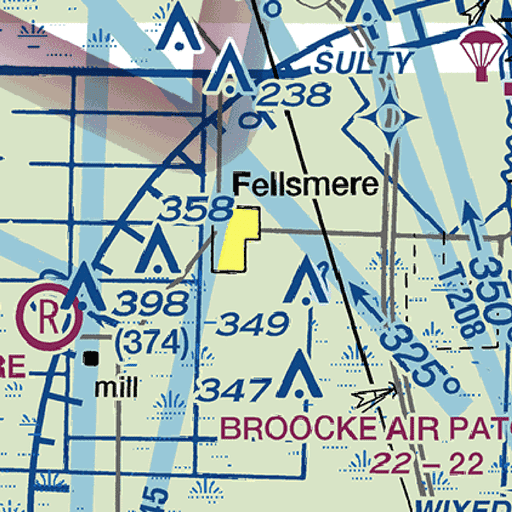 SULTY
238
Fellsmere
358
398
(374)
349
?
350°
T 208
325°
R
RE
mill
347
BROOCKE AIR PAT
22 – 22
45
WIXED